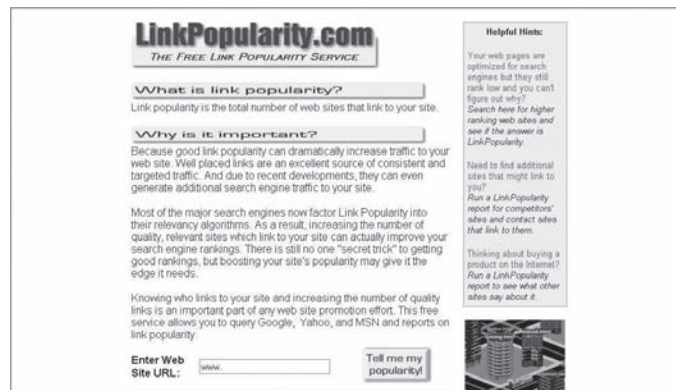 LinkPopularity.com
THE FREE LINK POPULARITY SERVICE
What is link popularity?
Link popularity is the total number of web sites that link to your site.
Why is it important?
Because good link popularity can dramatically increase traffic to your
web site. Well placed links are an excellent source of consistent and
targeted traffic. And due to recent developments, they can even
generate additional search engine traffic to your site.
Most of the major search engines now factor Link Popularity into
their relevancy algorithms. As a result, increasing the number of
quality, relevant sites which link to your site can actually improve your
search engine rankings. There is still no one "secret trick" to getting
good rankings, but boosting your site's popularity may give it the
edge it needs.
Knowing who links to your site and increasing the number of quality
links is an important part of any web site promotion effort. This free
service allows you to query Google, Yahoo, and MSN and reports on
link popularity.
Enter Web
Site URL:
www.
Tell me my
popularity!
Helpful Hints:
Your web pages are
optimized for search
engines but they still
rank low and you can't
figure out why?
Search here for higher
ranking web sites and
see if the answer is
LinkPopularity.
Need to find additional
sites that might link to
you?
Run a LinkPopularity
report for competitors'
sites and contact sites
that link to them.
Thinking about buying a
product on the Internet?
Run a LinkPopularity
report to see what other
sites say about it.